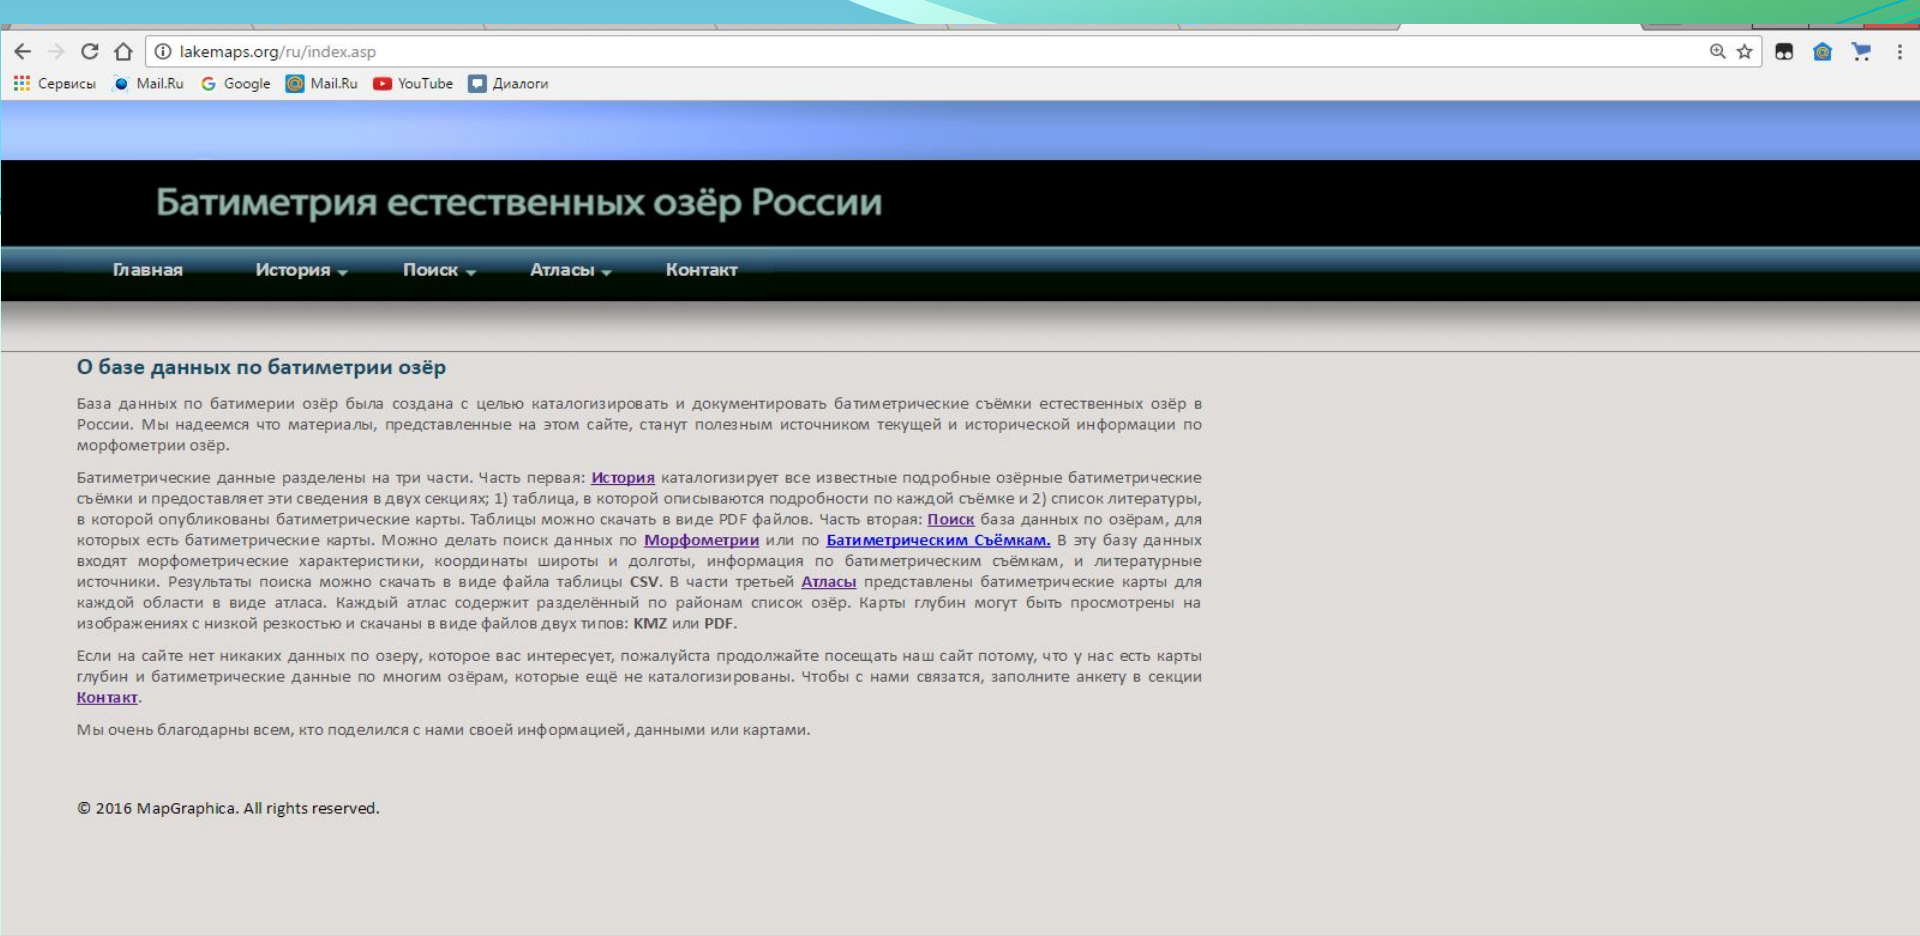 lakemaps.org/ru/index.asp
Сервисы Mail.Ru Google Mail.Ru YouTube Диалоги
Батиметрия естественных озёр России
Главная История Поиск Атласы Контакт
О базе данных по батиметрии озёр
База данных по батимерии озёр была создана с целью каталогизировать и документировать батиметрические съёмки естественных озёр в
России. Мы надеемся что материалы, представленные на этом сайте, станут полезным источником текущей и исторической информации по
морфометрии озёр.
Батиметрические данные разделены на три части. Часть первая: История каталогизирует все известные подробные озёрные батиметрические
съёмки и предоставляет эти сведения в двух секциях; 1) таблица, в которой описываются подробности по каждой съёмке и 2) список литературы,
в которой опубликованы батиметрические карты. Таблицы можно скачать в виде PDF файлов. Часть вторая: Поиск база данных по озёрам, для
которых есть батиметрические карты. Можно делать поиск данных по Морфометрии или по Батиметрическим Съёмкам. В эту базу данных
входят морфометрические характеристики, координаты широты и долготы, информация по батиметрическим съёмкам, и литературные
источники. Результаты поиска можно скачать в виде файла таблицы CSV. В части третьей Атласы представлены батиметрические карты для
каждой области в виде атласа. Каждый атлас содержит разделённый по районам список озёр. Карты глубин могут быть просмотрены на
изображениях с низкой резкостью и скачаны в виде файлов двух типов: KMZ или PDF.
Если на сайте нет никаких данных по озеру, которое вас интересует, пожалуйста продолжайте посещать наш сайт потому, что у нас есть карты
глубин и батиметрические данные по многим озёрам, которые ещё не каталогизированы. Чтобы с нами связатся, заполните анкету в секции
Контакт.
Мы очень благодарны всем, кто поделился с нами своей информацией, данными или картами.
© 2016 MapGraphica. All rights reserved.